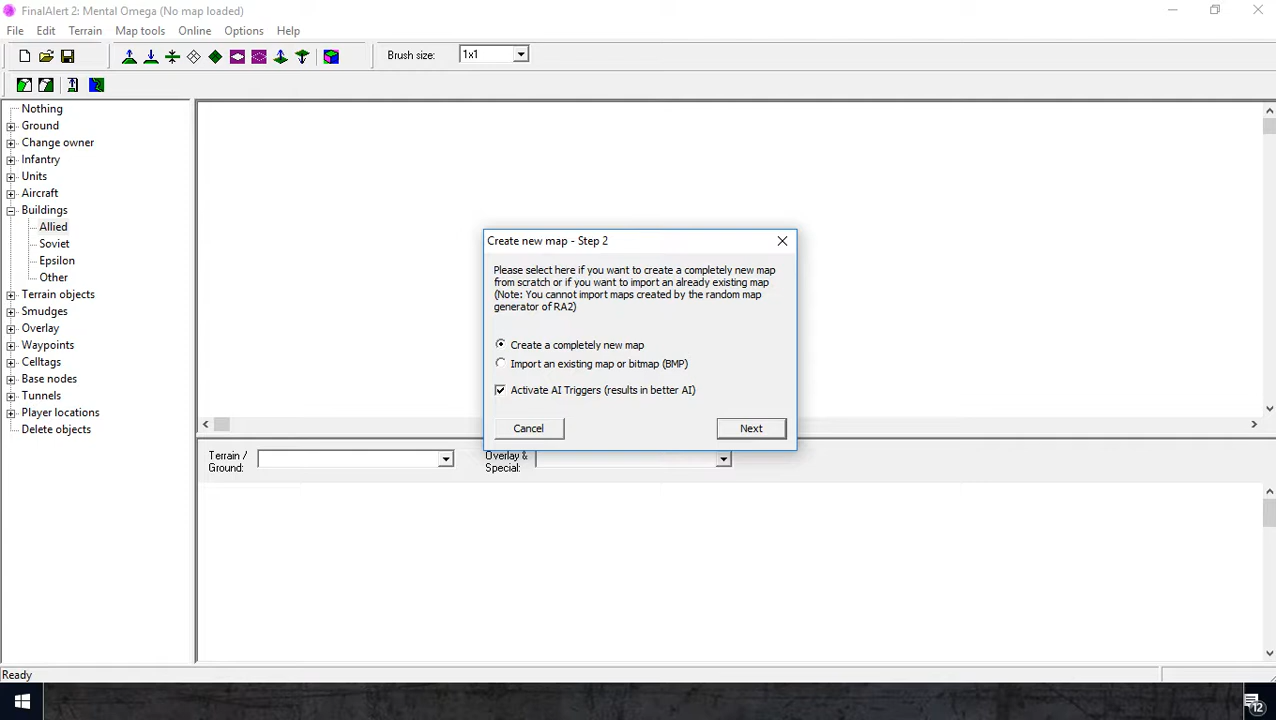 FinalAlert 2: Mental Omega (No map loaded)
File Edit Terrain Map tools Online Options Help
Brush size: 1x1
Nothing
Ground
Change owner
Infantry
Units
Aircraft
Buildings
Allied
Soviet
Epsilon
Other
Terrain objects
Smudges
Overlay
Waypoints
Celltags
Base nodes
Tunnels
Player locations
Delete objects
Create new map - Step 2
Please select here if you want to create a completely new map
from scratch or if you want to import an already existing map
(Note: You cannot import maps created by the random map
generator of RA2)
Create a completely new map
Import an existing map or bitmap (BMP)
Activate AI Triggers (results in better AI)
Cancel Next
Terrain /
Ground:
Overlay &
Special:
Ready
12